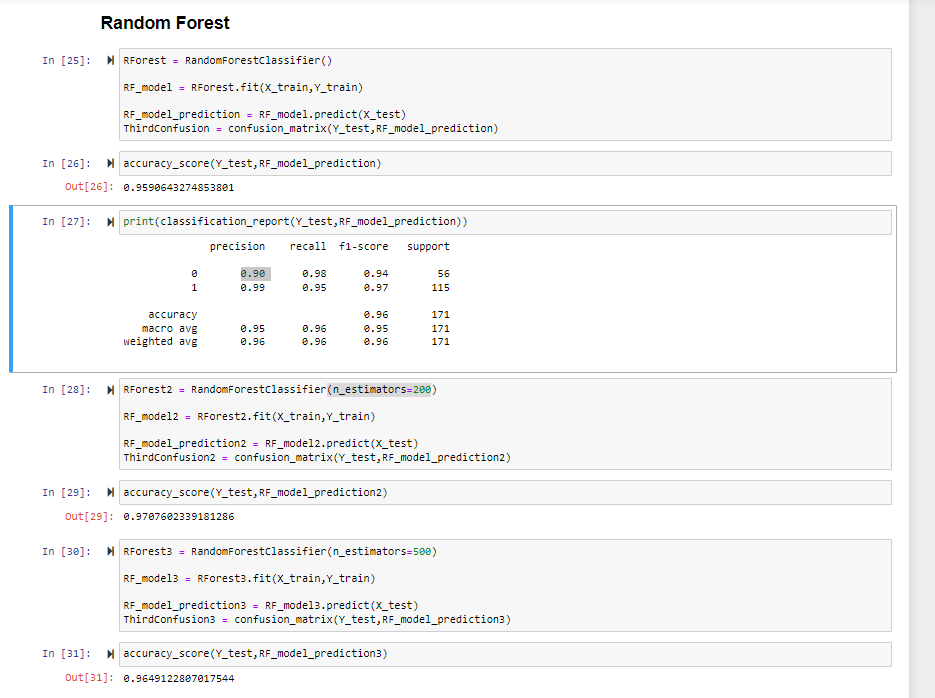 Random Forest
In [25]:
RForest = RandomForestClassifier()
RF_model = RForest.fit(X_train,Y_train)
RF_model_prediction = RF_model.predict(X_test)
ThirdConfusion = confusion_matrix(Y_test,RF_model_prediction)
In [26]:
accuracy_score(Y_test,RF_model_prediction)
Out[26]: 0.9590643274853801
In [27]:
print(classification_report(Y_test,RF_model_prediction))
precision recall f1-score support
0 0.90 0.98 0.94 56
1 0.99 0.95 0.97 115
accuracy 0.96 171
macro avg 0.95 0.96 0.95 171
weighted avg 0.96 0.96 0.96 171
In [28]:
RForest2 = RandomForestClassifier(n_estimators=200)
RF_model2 = RForest2.fit(X_train,Y_train)
RF_model_prediction2 = RF_model2.predict(X_test)
ThirdConfusion2 = confusion_matrix(Y_test,RF_model_prediction2)
In [29]:
accuracy_score(Y_test,RF_model_prediction2)
Out[29]: 0.9707602339181286
In [30]:
RForest3 = RandomForestClassifier(n_estimators=500)
RF_model3 = RForest3.fit(X_train,Y_train)
RF_model_prediction3 = RF_model3.predict(X_test)
ThirdConfusion3 = confusion_matrix(Y_test,RF_model_prediction3)
In [31]:
accuracy_score(Y_test,RF_model_prediction3)
Out[31]: 0.9649122807017544